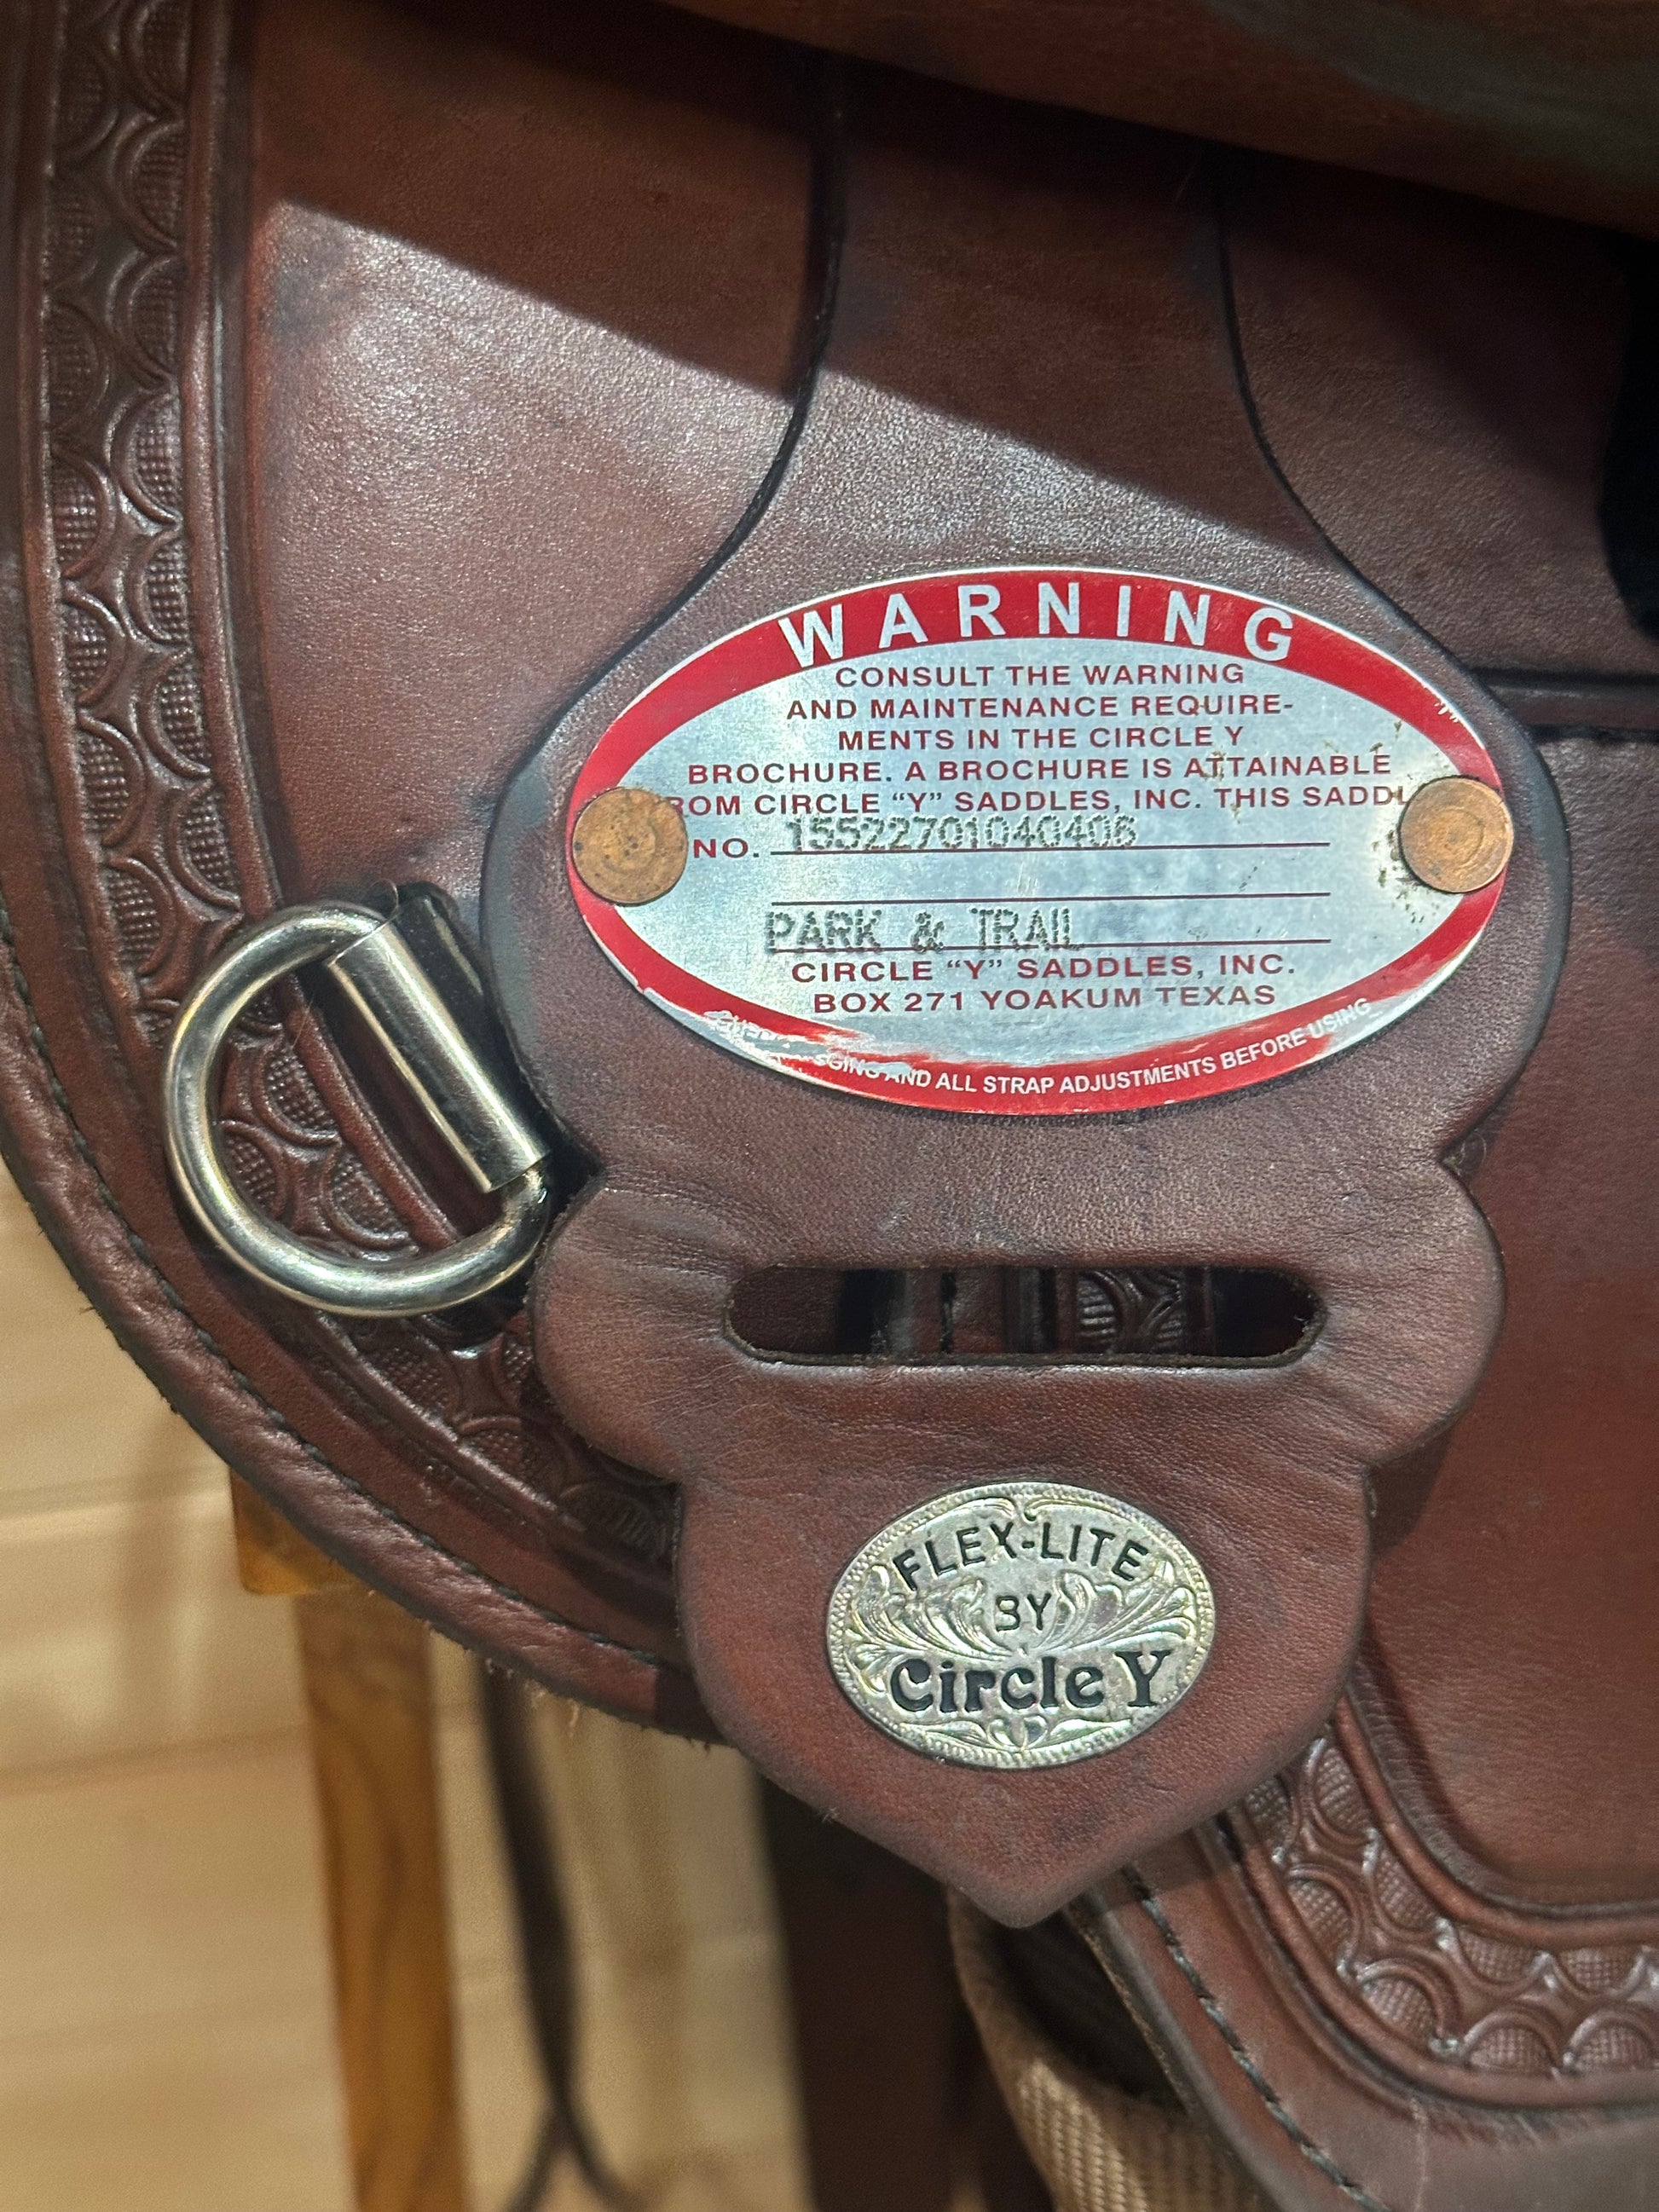 WARNING
CONSULT THE WARNING
AND MAINTENANCE REQUIRE-
MENTS IN THE CIRCLE Y
BROCHURE. A BROCHURE IS ATTAINABLE
ROM CIRCLE “Y” SADDLES, INC. THIS SADDL
NO. 15522701040406
PARK & TRAIL
CIRCLE “Y” SADDLES, INC.
BOX 271 YOAKUM TEXAS
AND ALL STRAP ADJUSTMENTS BEFORE USING
FLEX-LITE
BY
Circle Y